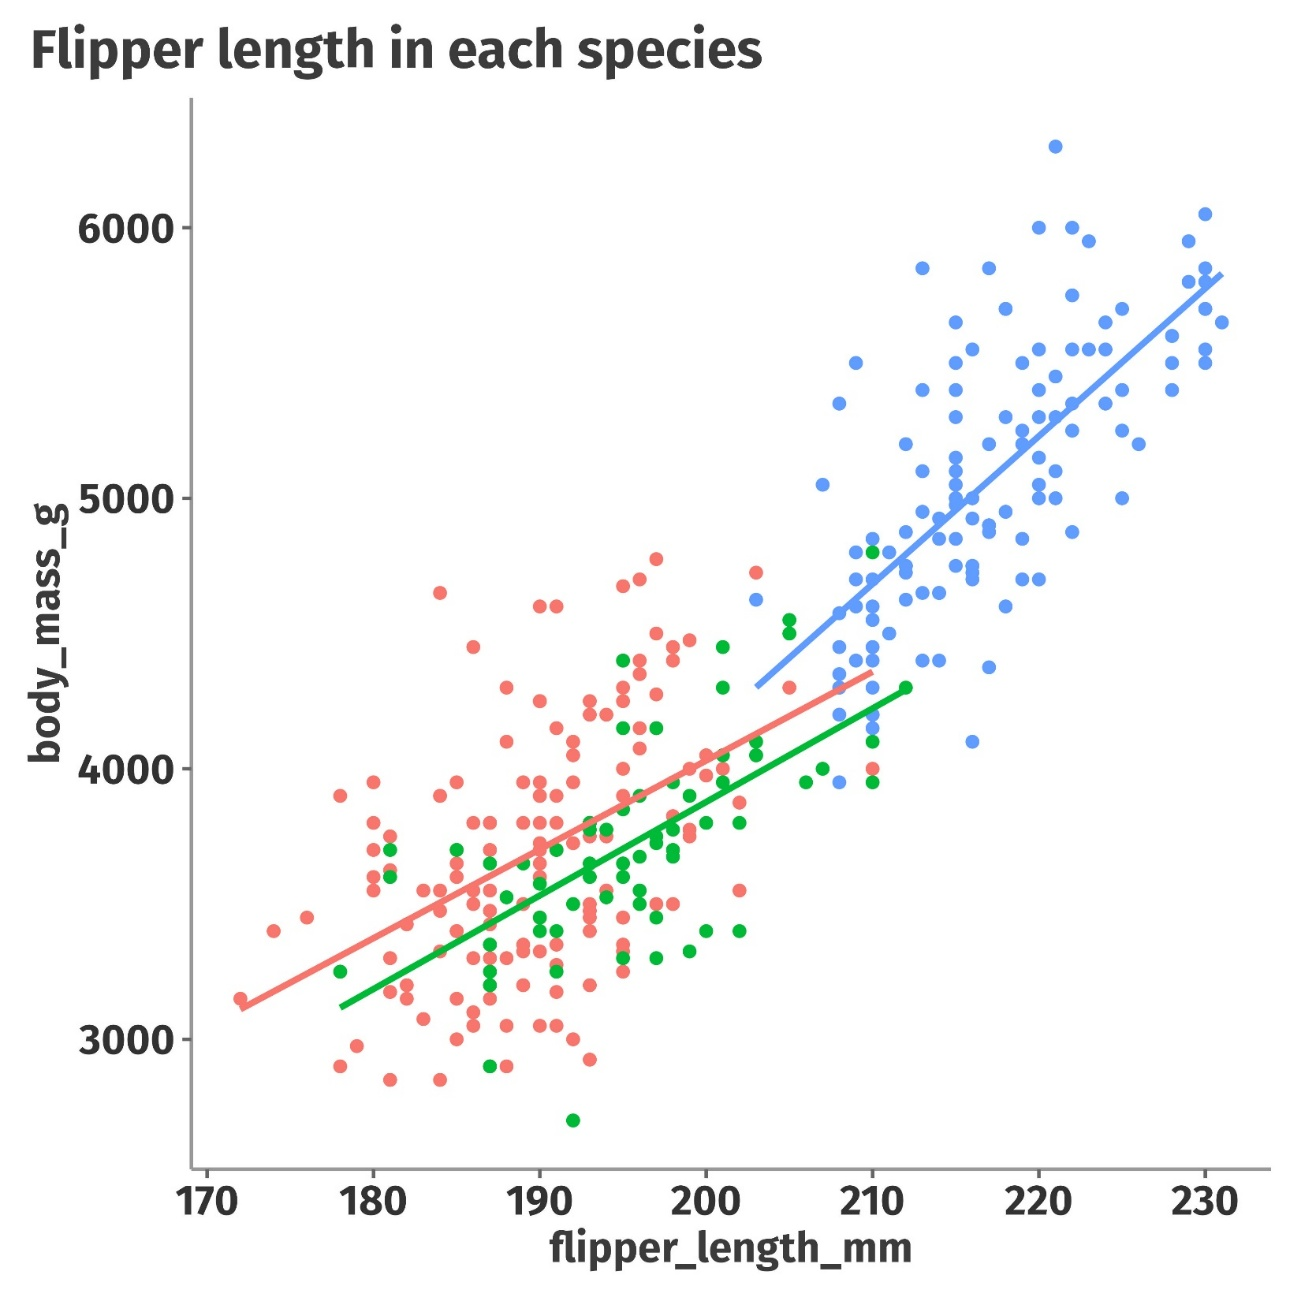 Flipper length in each species
body_mass_g
6000
5000
4000
3000
170 180 190 200 210 220 230
flipper_length_mm